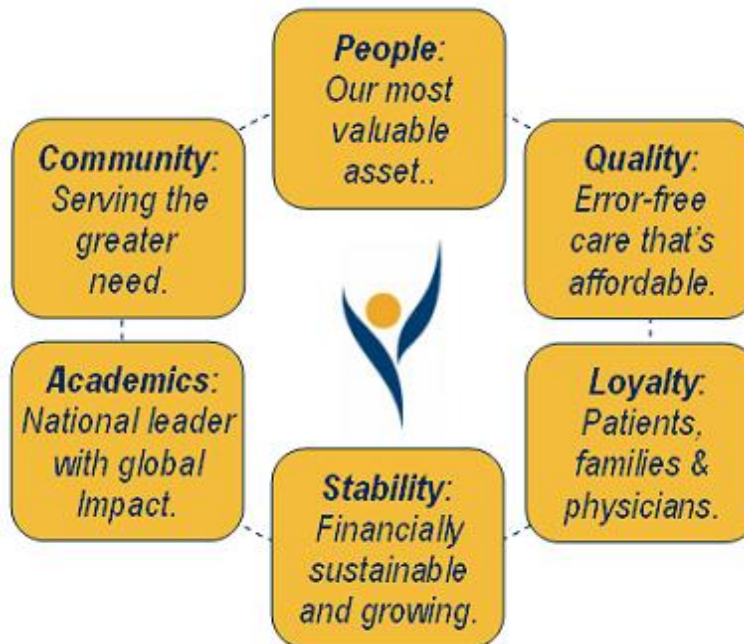 People:
Our most
valuable
asset..
Quality:
Error-free
care that's
affordable.
Loyalty:
Patients,
families &
physicians.
Stability:
Financially
sustainable
and growing.
Academics:
National leader
with global
Impact.
Community:
Serving the
greater
need.